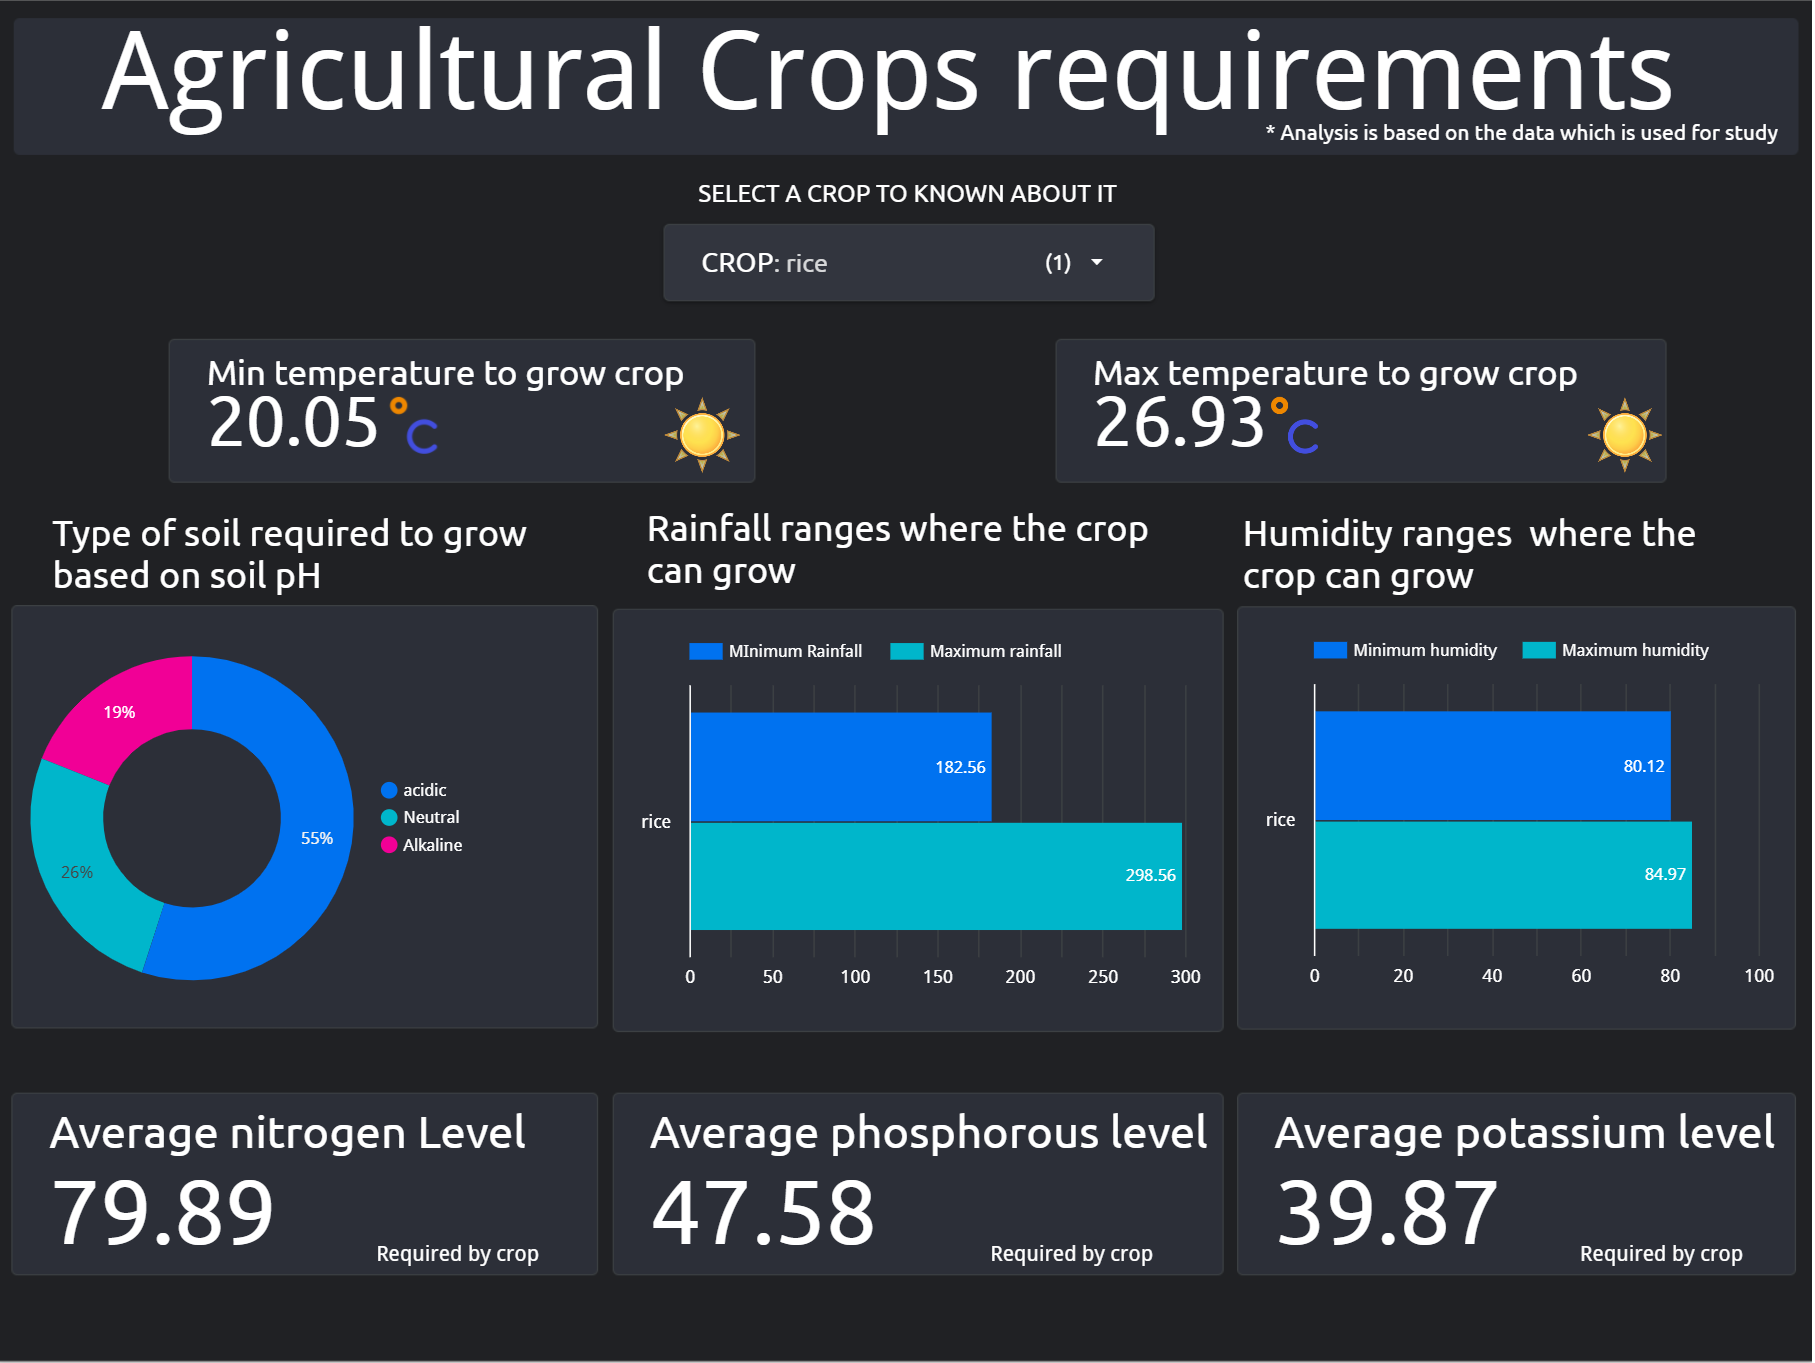 Agricultural Crops requirements
* Analysis is based on the data which is used for study
SELECT A CROP TO KNOWN ABOUT IT
CROP: rice (1)
Min temperature to grow crop
20.05 °C
Max temperature to grow crop
26.93 °C
Type of soil required to grow
based on soil pH
19%
55%
26%
acidic
Neutral
Alkaline
Rainfall ranges where the crop
can grow
MInimum Rainfall Maximum rainfall
182.56
rice
298.56
0 50 100 150 200 250 300
Humidity ranges  where the
crop can grow
Minimum humidity Maximum humidity
80.12
rice
84.97
0 20 40 60 80 100
Average nitrogen Level
79.89
Required by crop
Average phosphorous level
47.58
Required by crop
Average potassium level
39.87
Required by crop